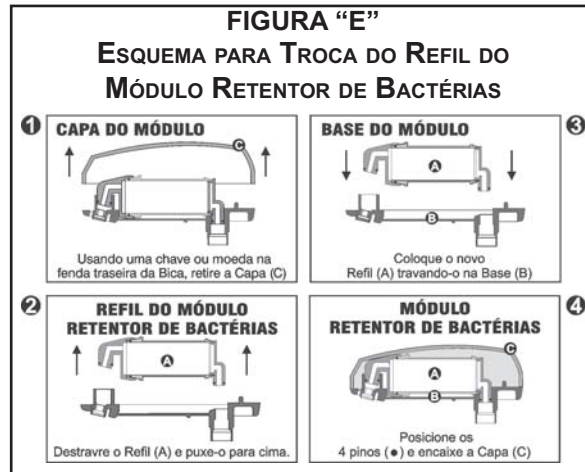 FIGURA “E”
ESQUEMA PARA TROCA DO REFIL DO
MÓDULO RETENTOR DE BACTÉRIAS
1 CAPA DO MÓDULO
C
Usando uma chave ou moeda na
fenda traseira da Bica, retire a Capa (C)
2 REFIL DO MÓDULO
RETENTOR DE BACTÉRIAS
A
Destravre o Refil (A) e puxe-o para cima.
BASE DO MÓDULO 3
A
B
Coloque o novo
Refil (A) travando-o na Base (B)
MÓDULO 4
RETENTOR DE BACTÉRIAS
C
A
B
Posicione os
4 pinos (●) e encaixe a Capa (C)